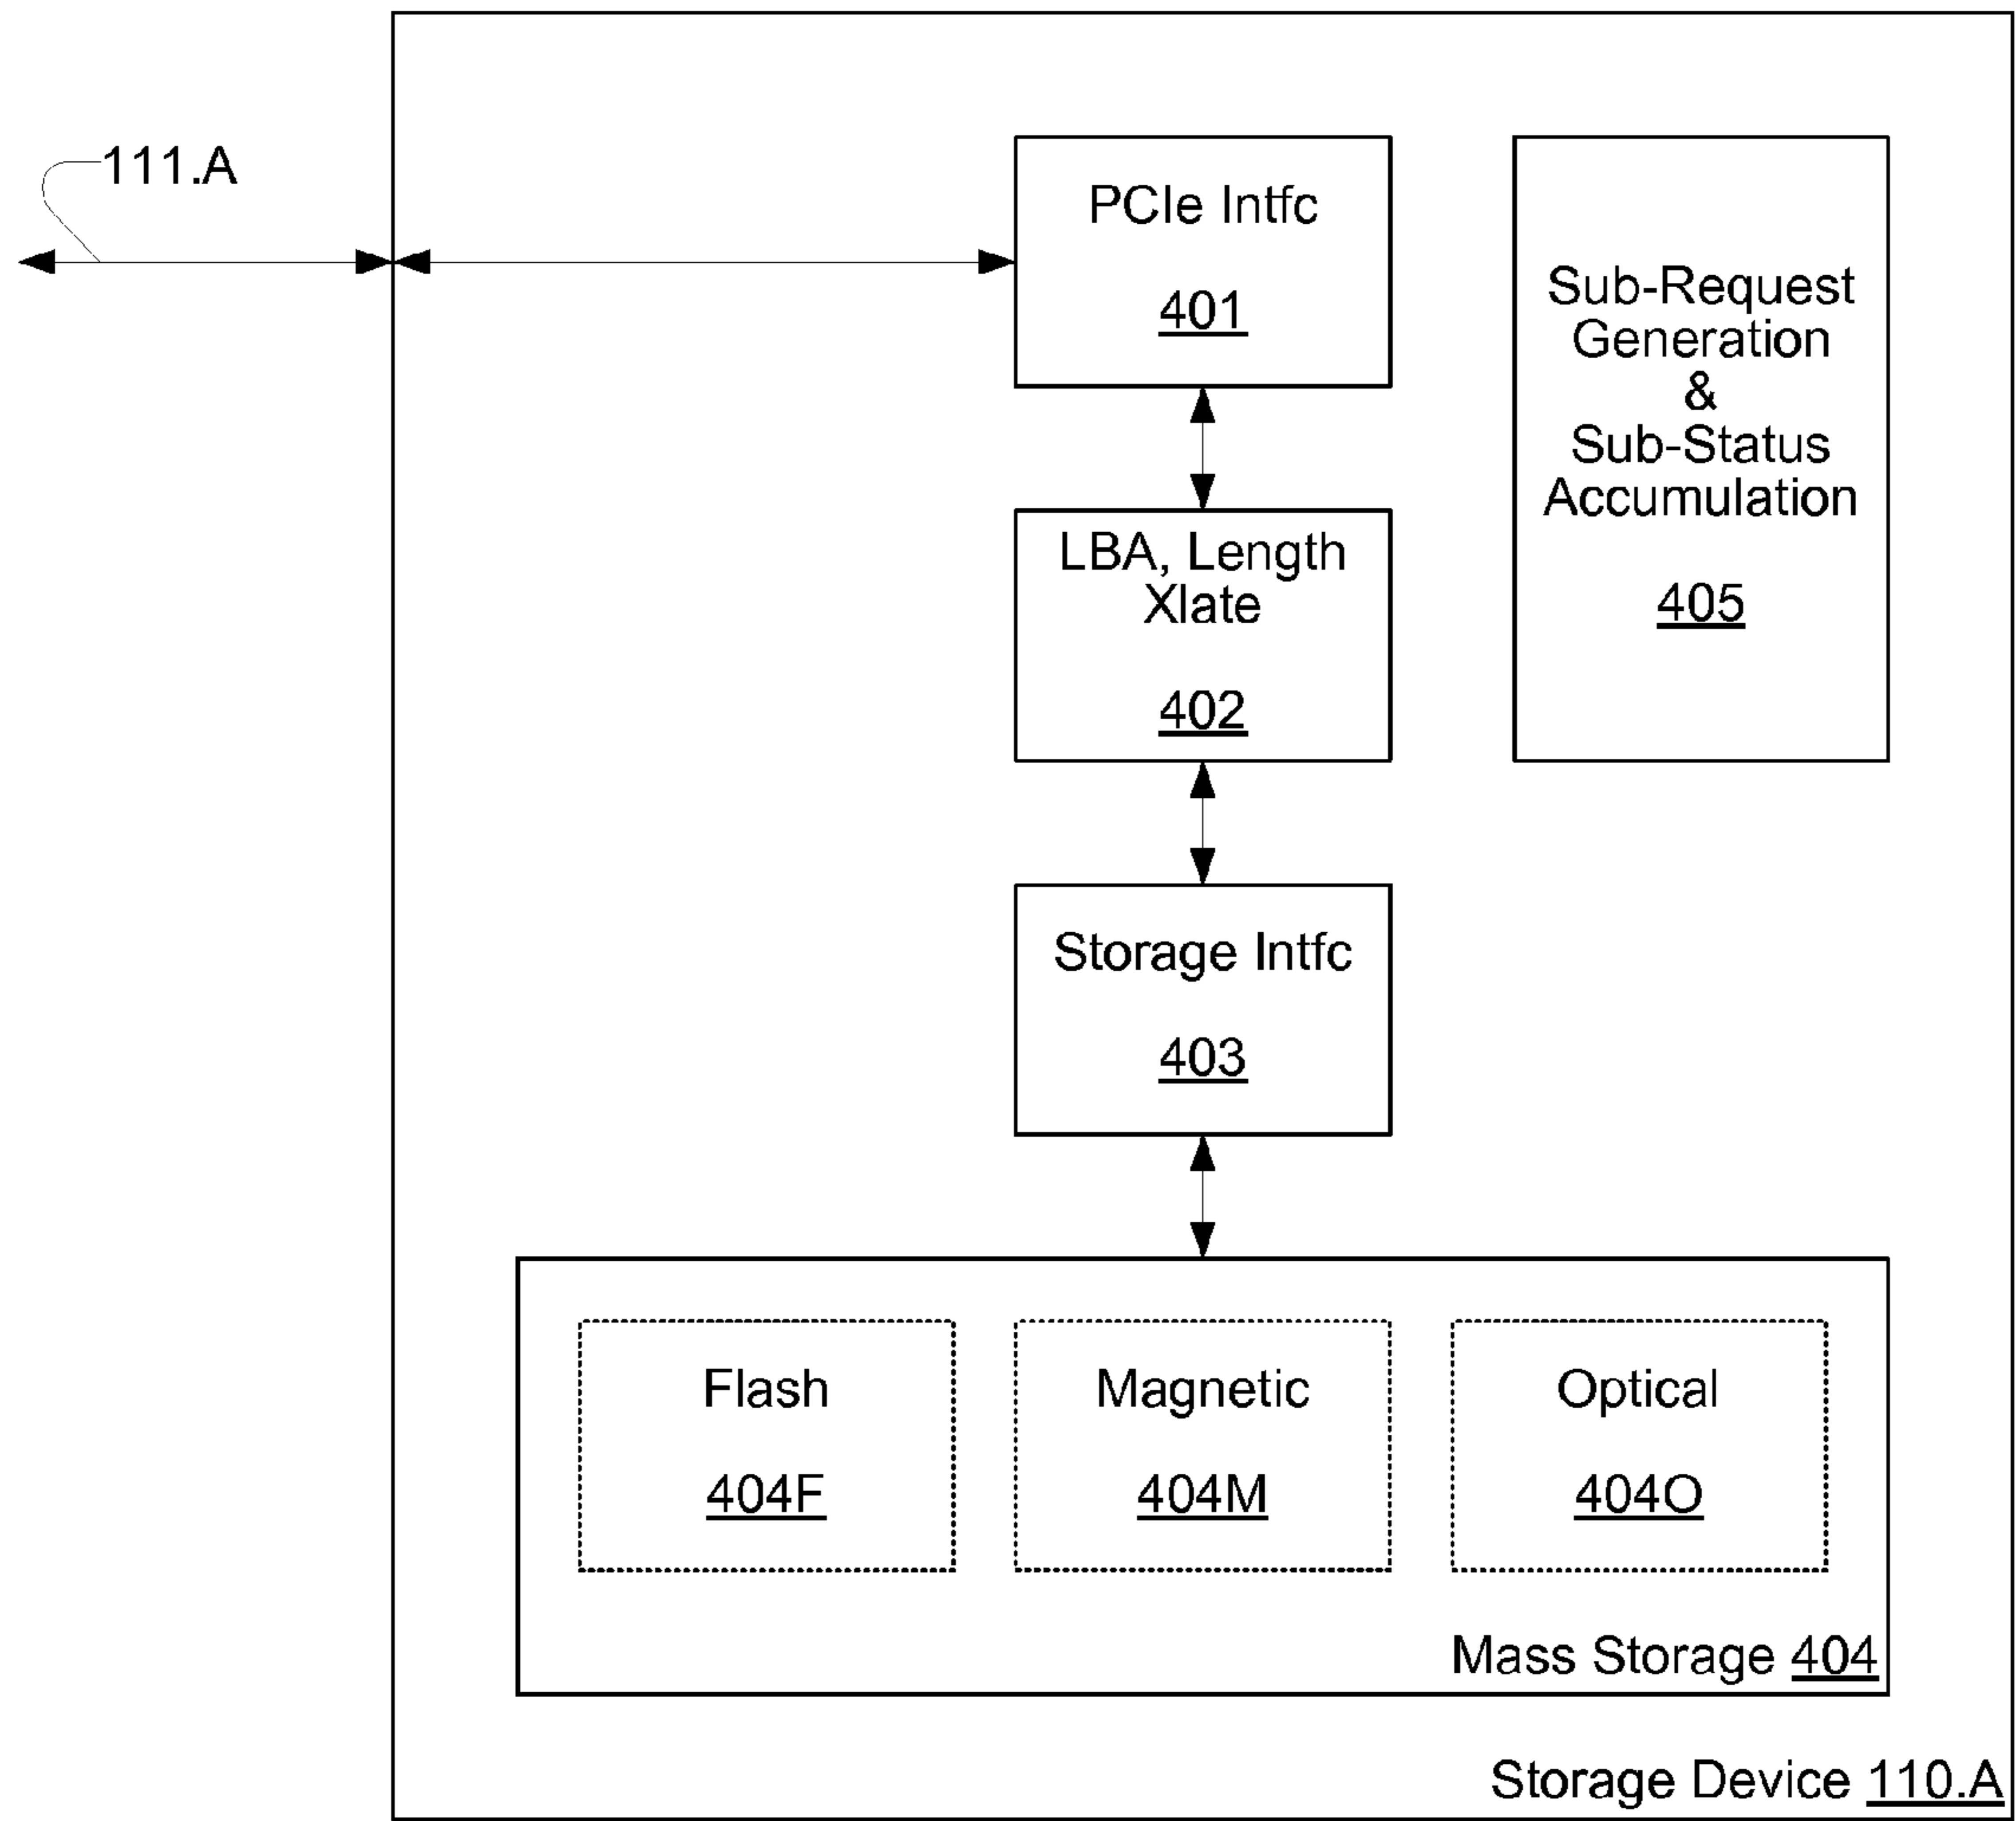 111.A
PCIe Intfc
401
Sub-Request
Generation
&
Sub-Status
Accumulation
405
LBA, Length
Xlate
402
Storage Intfc
403
Flash
404F
Magnetic
404M
Optical
404O
Mass Storage 404
Storage Device 110.A